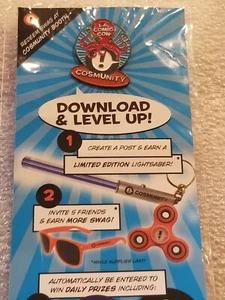 REDEEM SWAG AT
COSMUNITY BOOTH
L.A.
COMIC
CON
COSMUNITY
DOWNLOAD
& LEVEL UP!
1
CREATE A POST & EARN A
LIMITED EDITION LIGHTSABER!
2
INVITE 5 FRIENDS
& EARN MORE SWAG!
*WHILE SUPPLIES LAST
AUTOMATICALLY BE ENTERED TO
WIN DAILY PRIZES INCLUDING: